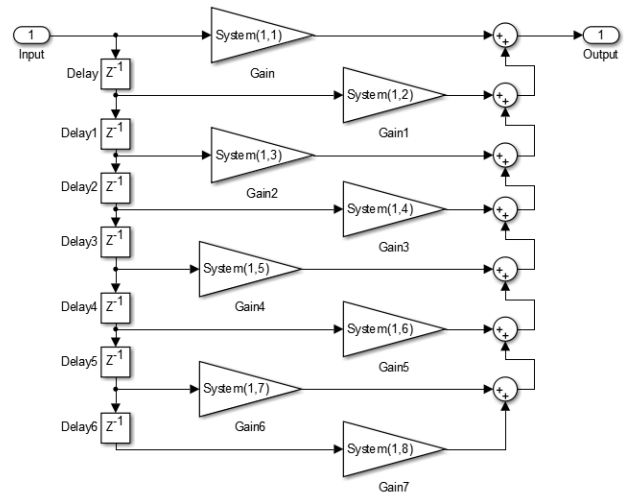 1
System(1,1)
+
+
1
Input
Output
Delay
Z-1
Gain
System(1,2)
+
+
Delay1
Z-1
Gain1
System(1,3)
+
+
Delay2
Z-1
Gain2
System(1,4)
+
+
Delay3
Z-1
Gain3
System(1,5)
+
+
Delay4
Z-1
Gain4
System(1,6)
+
+
Delay5
Z-1
Gain5
System(1,7)
+
+
Delay6
Z-1
Gain6
System(1,8)
Gain7